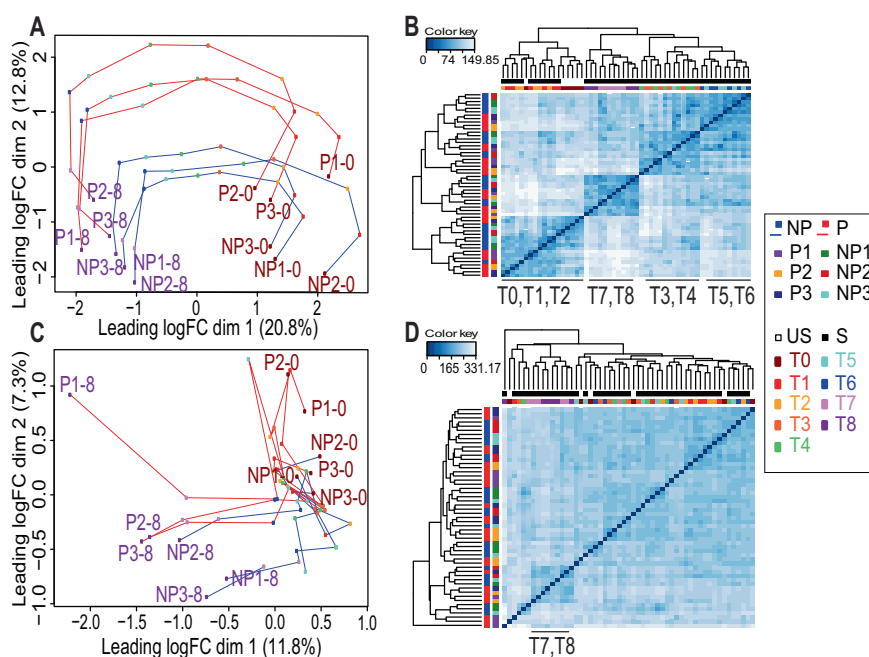 A
Leading logFC dim 2 (12.8%)
2
1
0
−1
−2
P1-0
P2-0
P3-0
P2-8
P3-8
P1-8
NP3-8
NP1-8
NP2-8
NP3-0
NP1-0
NP2-0
−2
−1
0
1
2
Leading logFC dim 1 (20.8%)
B
Color key
0 74 149.85
T0,T1,T2
T7,T8
T3,T4
T5,T6
C
Leading logFC dim 2 (7.3%)
1.0
0.5
0.0
−0.5
−1.0
P1-8
P2-0
P1-0
NP2-0
NP1-0
P3-0
NP3-0
P2-8
P3-8
NP2-8
NP1-8
NP3-8
−2.0
−1.5
−1.0
−0.5
0.0
0.5
1.0
Leading logFC dim 1 (11.8%)
D
Color key
0 165 331.17
T7,T8
NP P
P1 NP1
P2 NP2
P3 NP3
US S
T0 T5
T1 T6
T2 T7
T3 T8
T4